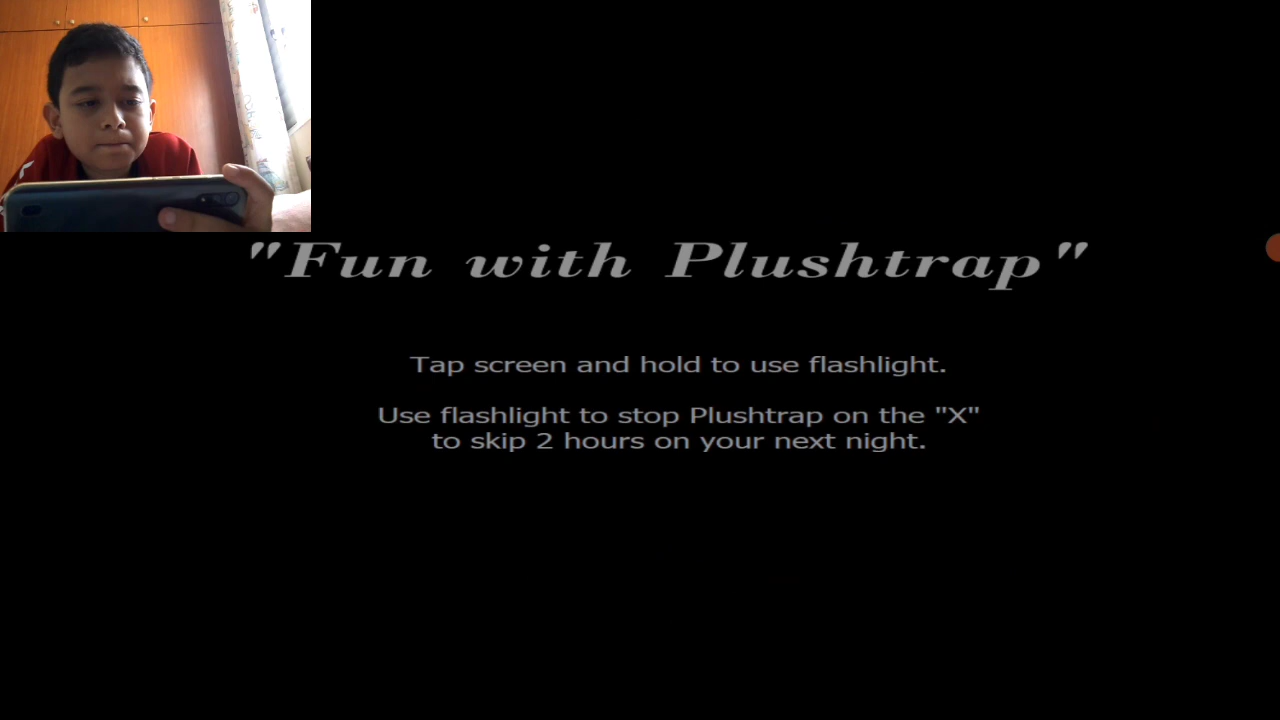 "Fun with Plushtrap"
Tap screen and hold to use flashlight.
Use flashlight to stop Plushtrap on the "X"
to skip 2 hours on your next night.